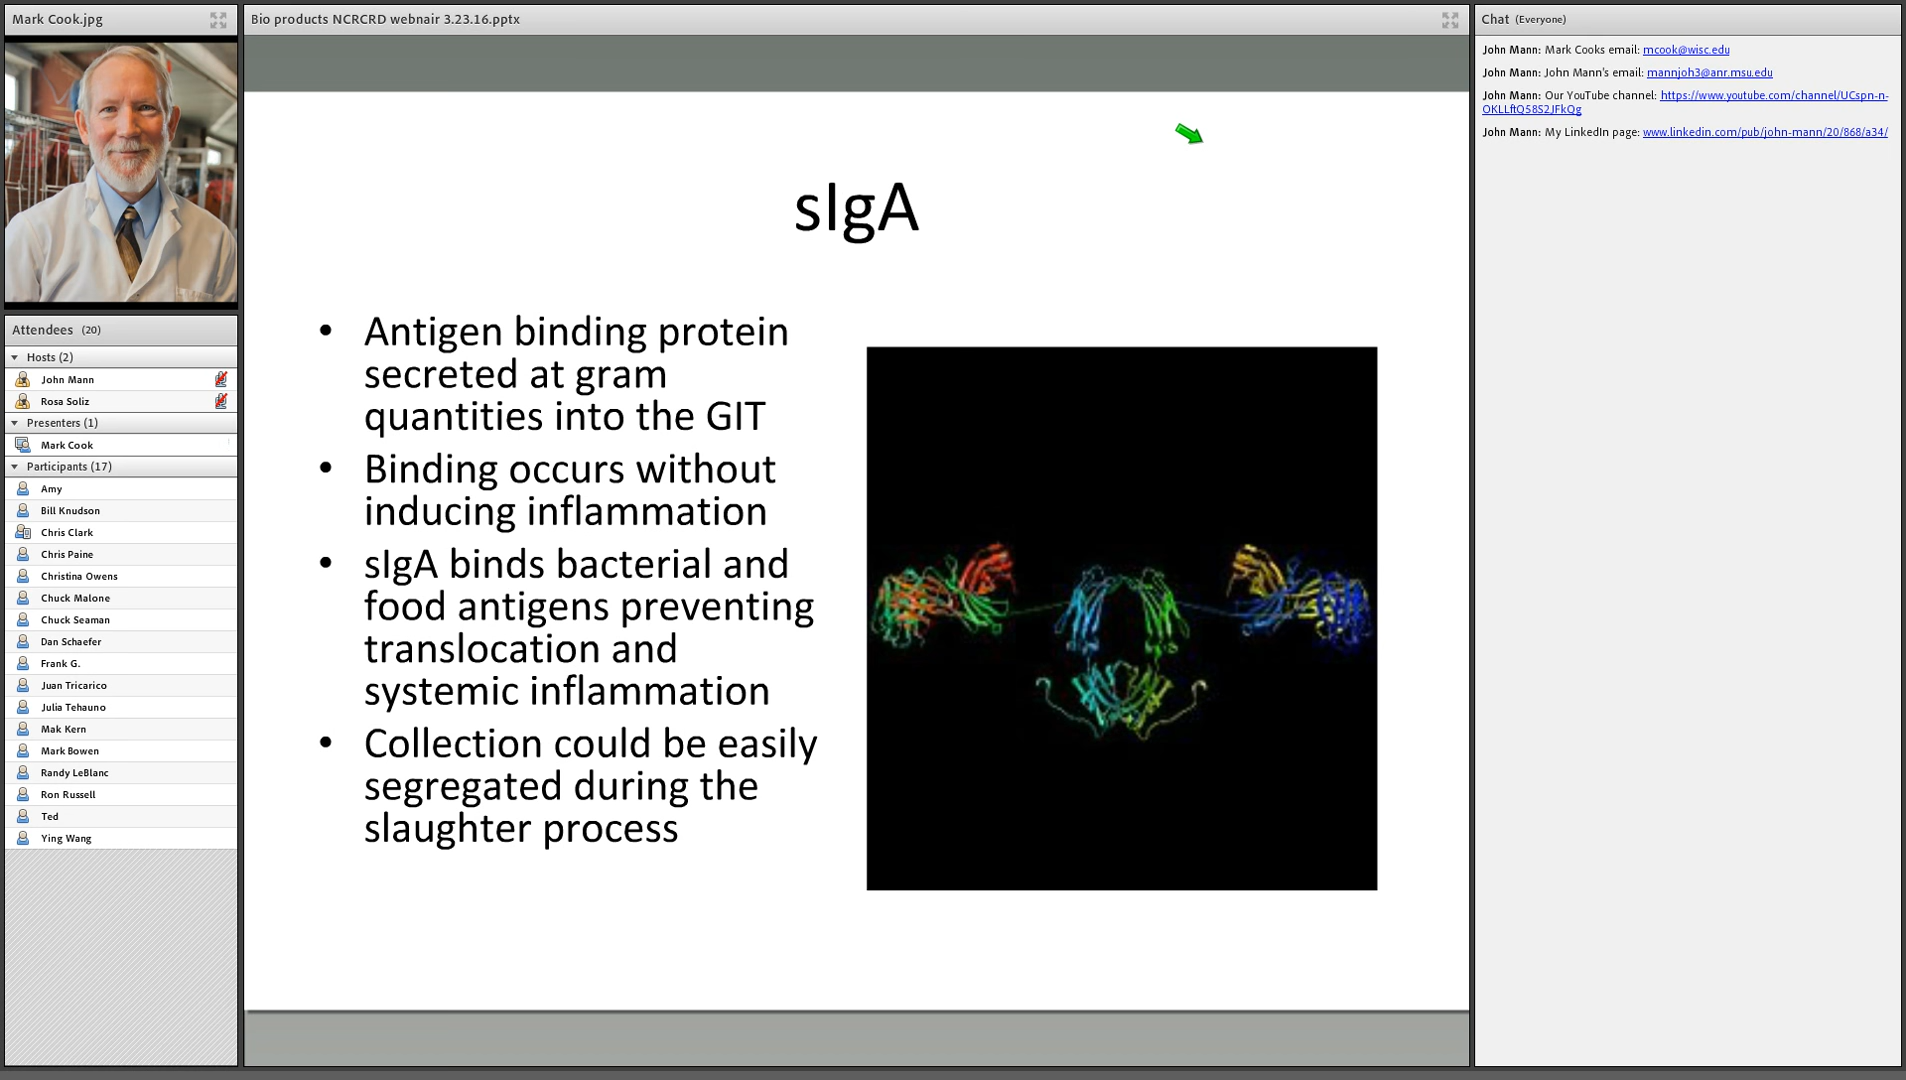 Mark Cook.jpg
Bio products NCRCRD webnair 3.23.16.pptx
Chat (Everyone)
John Mann: Mark Cooks email: mcook@wisc.edu
John Mann: John Mann's email: mannjoh3@anr.msu.edu
John Mann: Our YouTube channel: https://www.youtube.com/channel/UCspn-n-
OKLLftQ58S2JFkQg
John Mann: My LinkedIn page: www.linkedin.com/pub/john-mann/20/868/a34/
Attendees (20)
Hosts (2)
John Mann
Rosa Soliz
Presenters (1)
Mark Cook
Participants (17)
Amy
Bill Knudson
Chris Clark
Chris Paine
Christina Owens
Chuck Malone
Chuck Seaman
Dan Schaefer
Frank G.
Juan Tricarico
Julia Tehauno
Mak Kern
Mark Bowen
Randy LeBlanc
Ron Russell
Ted
Ying Wang
sIgA
• Antigen binding protein
secreted at gram
quantities into the GIT
• Binding occurs without
inducing inflammation
• sIgA binds bacterial and
food antigens preventing
translocation and
systemic inflammation
• Collection could be easily
segregated during the
slaughter process